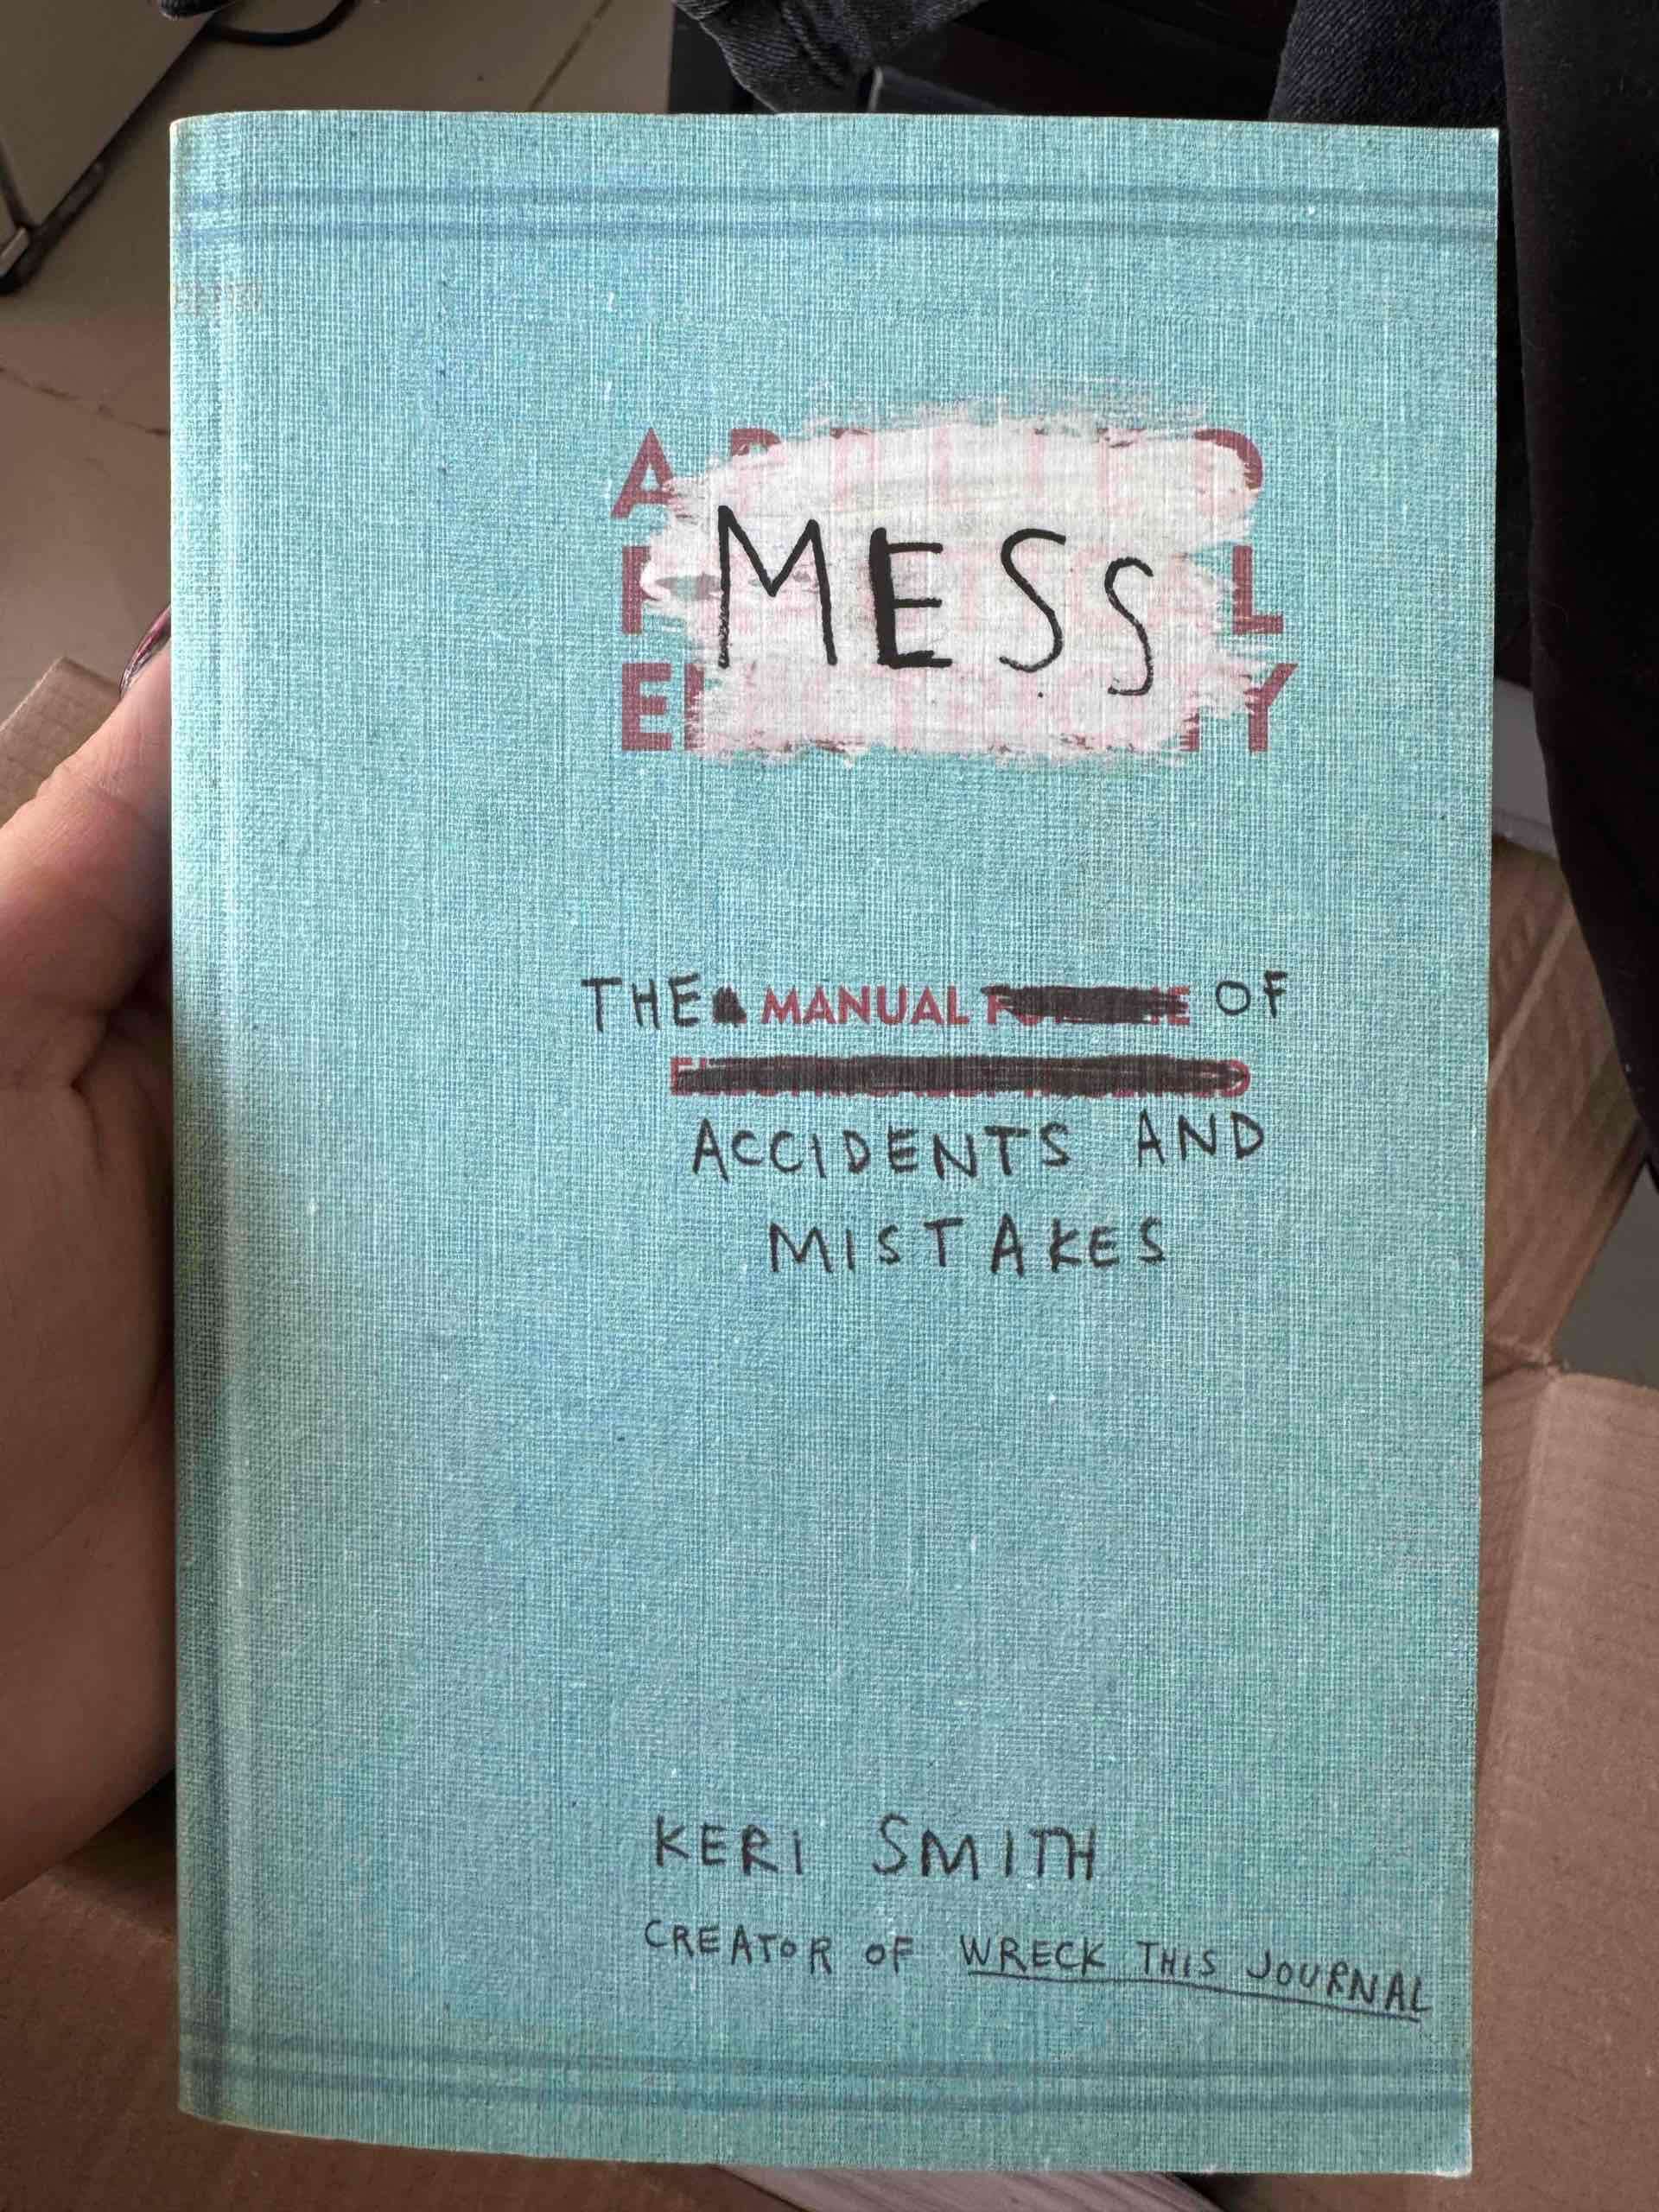 MESS
THE MANUAL OF
ACCIDENTS AND
MISTAKES
KERI SMITH
CREATOR OF WRECK THIS JOURNAL